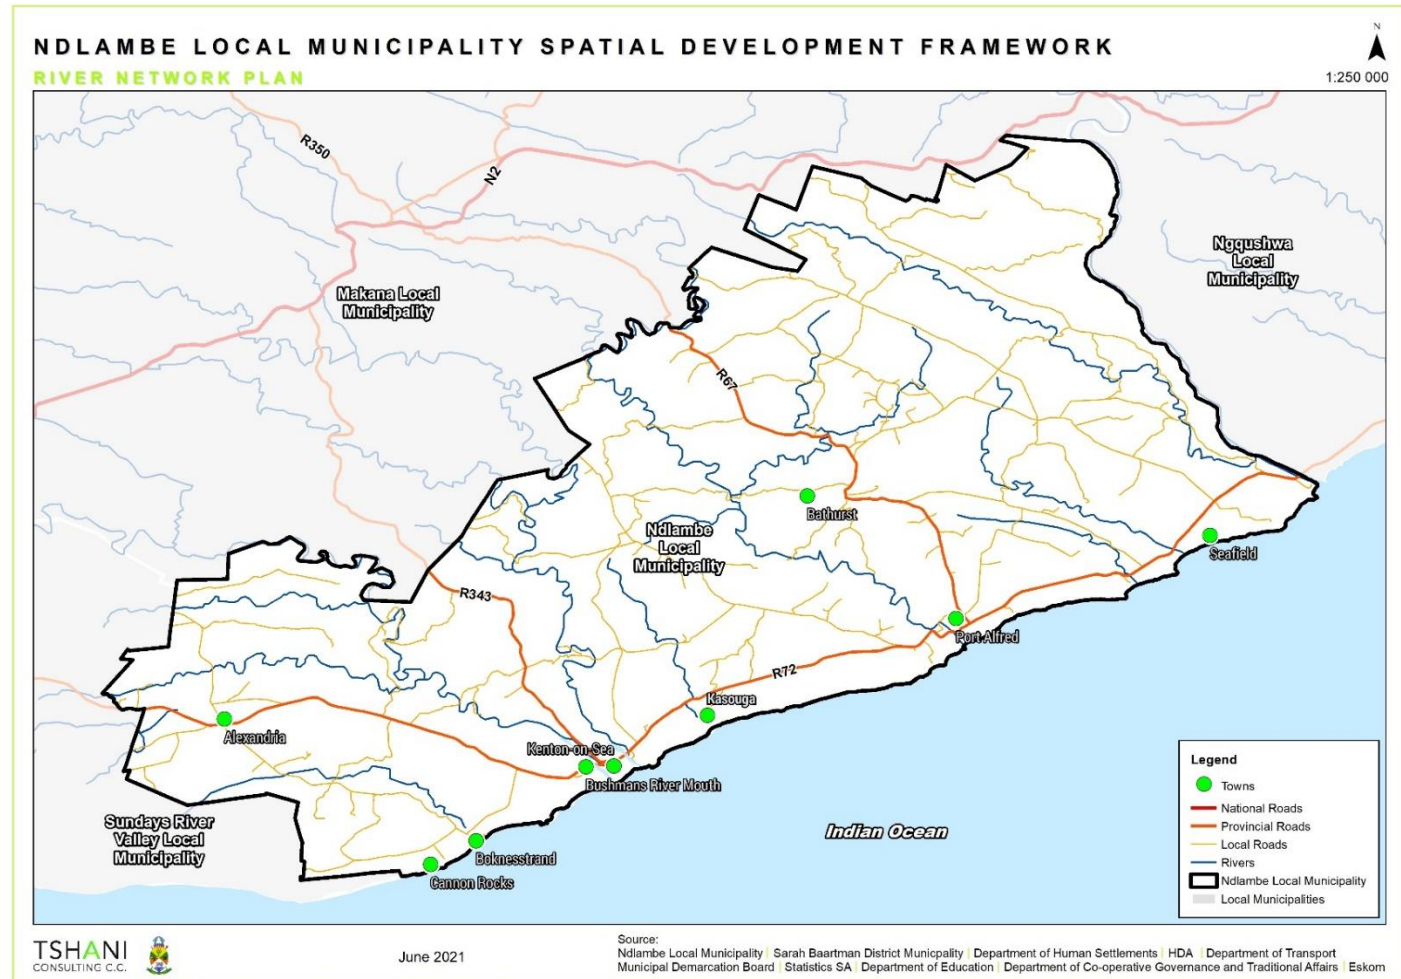 NDLAMBE LOCAL MUNICIPALITY SPATIAL DEVELOPMENT FRAMEWORK
RIVER NETWORK PLAN
N
1:250 000
R350
N2
Makana Local
Municipality
Ngqushwa
Local
Municipality
R67
Bathurst
Ndlambe
Local
Municipality
Seafield
R343
Port Alfred
R72
Kasouga
Alexandria
Kenton-on-Sea
Bushmans River Mouth
Sundays River
Valley Local
Municipality
Boknesstrand
Cannon Rocks
Indian Ocean
Legend
Towns
National Roads
Provincial Roads
Local Roads
Rivers
Ndlambe Local Municipality
Local Municipalities
TSHANI
CONSULTING C.C.
June 2021
Source:
Ndlambe Local Municipality | Sarah Baartman District Municpality | Department of Human Settlements | HDA | Department of Transport
Municipal Demarcation Board | Statistics SA | Department of Education | Department of Co-operative Governance and Traditional Affairs | Eskom